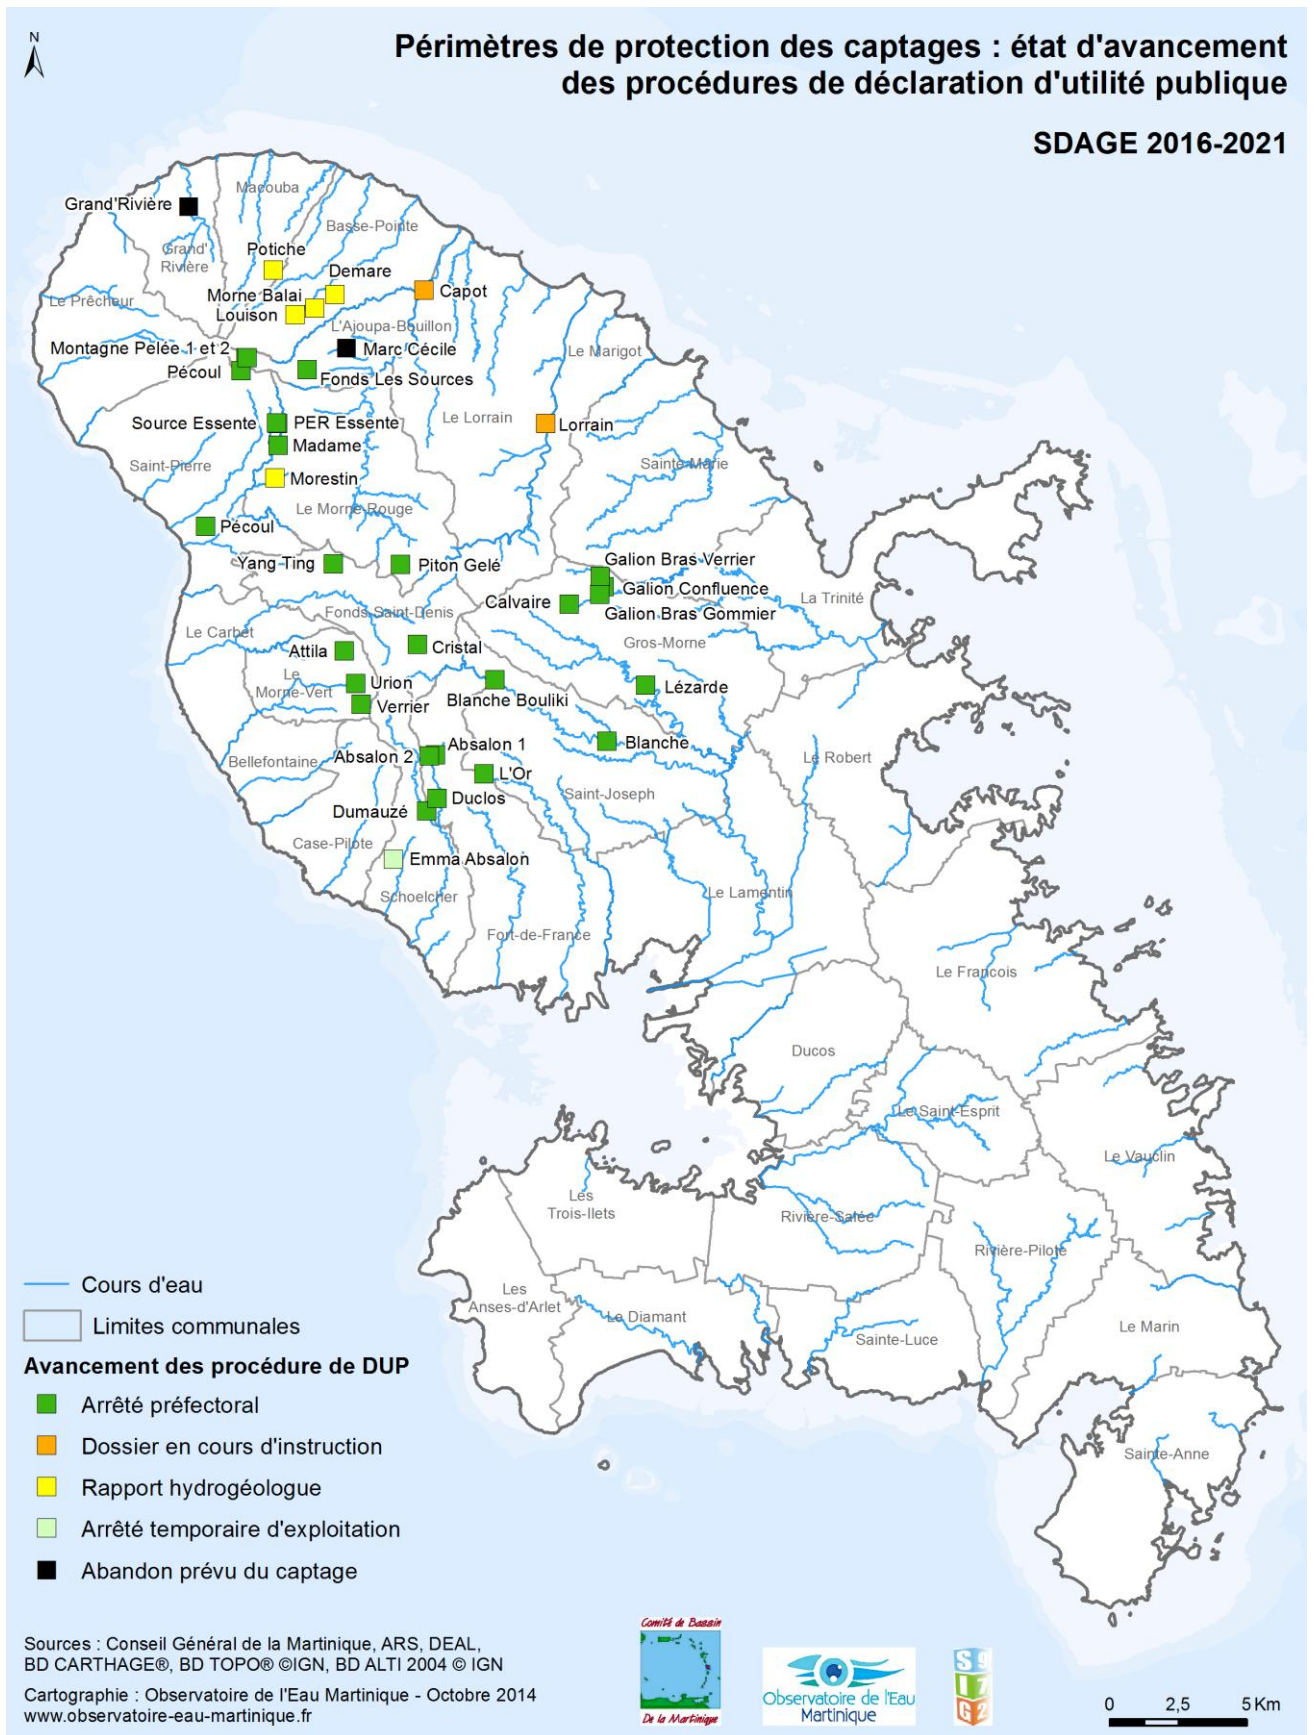 N
Périmètres de protection des captages : état d'avancement
des procédures de déclaration d'utilité publique
SDAGE 2016-2021
Macouba
Grand'Rivière
Basse-Pointe
Grand'
Rivière
Potiche
Demare
Le Prêcheur
Morne Balai
Capot
Louison
L'Ajoupa-Bouillon
Montagne Pelée 1 et 2
Marc Cécile
Le Marigot
Pécoul
Fonds Les Sources
Le Lorrain
Source Essente
PER Essente
Lorrain
Madame
Saint-Pierre
Sainte-Marie
Morestin
Le Morne-Rouge
Pécoul
Yang Ting
Piton Gelé
Galion Bras Verrier
Galion Confluence
Calvaire
La Trinité
Fonds-Saint-Denis
Galion Bras Gommier
Le Carbet
Gros-Morne
Attila
Cristal
Le
Morne-Vert
Urion
Lézarde
Verrier
Blanche Bouliki
Absalon 1
Blanche
Absalon 2
Bellefontaine
Le Robert
L'Or
Saint-Joseph
Duclos
Dumauzé
Case-Pilote
Emma Absalon
Schoelcher
Le Lamentin
Fort-de-France
Le François
Ducos
Le Saint-Esprit
Le Vauclin
Les
Trois-Ilets
Rivière-Salée
Rivière-Pilote
Les
Anses-d'Arlet
Le Diamant
Le Marin
Sainte-Luce
Sainte-Anne
Cours d'eau
Limites communales
Avancement des procédure de DUP
Arrêté préfectoral
Dossier en cours d'instruction
Rapport hydrogéologue
Arrêté temporaire d'exploitation
Abandon prévu du captage
Sources : Conseil Général de la Martinique, ARS, DEAL,
BD CARTHAGE®, BD TOPO® ©IGN, BD ALTI 2004 © IGN
Cartographie : Observatoire de l'Eau Martinique - Octobre 2014
www.observatoire-eau-martinique.fr
Comité de Bassin
De la Martinique
Observatoire de l'Eau
Martinique
S 9
I 7
G 2
0 2,5 5 Km